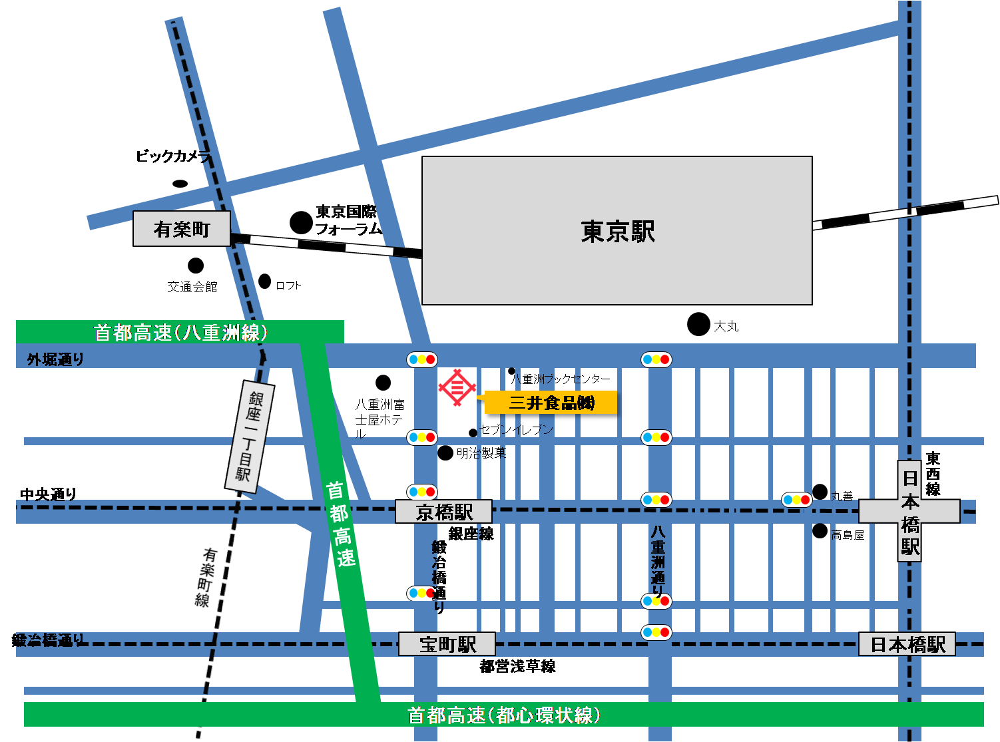 ビックカメラ
東京国際
フォーラム
有楽町
東京駅
交通会館
ロフト
首都高速(八重洲線)
大丸
外堀通り
八重洲ブックセンター
銀座一丁目駅
八重洲富
士屋ホテ
ル
三井食品㈱
セブンイレブン
明治製菓
東西線
日本橋駅
中央通り
首都高速
京橋駅
丸善
銀座線
高島屋
鍛冶橋通り
八重洲通り
有楽町線
鍛冶橋通り
宝町駅
日本橋駅
都営浅草線
首都高速(都心環状線)